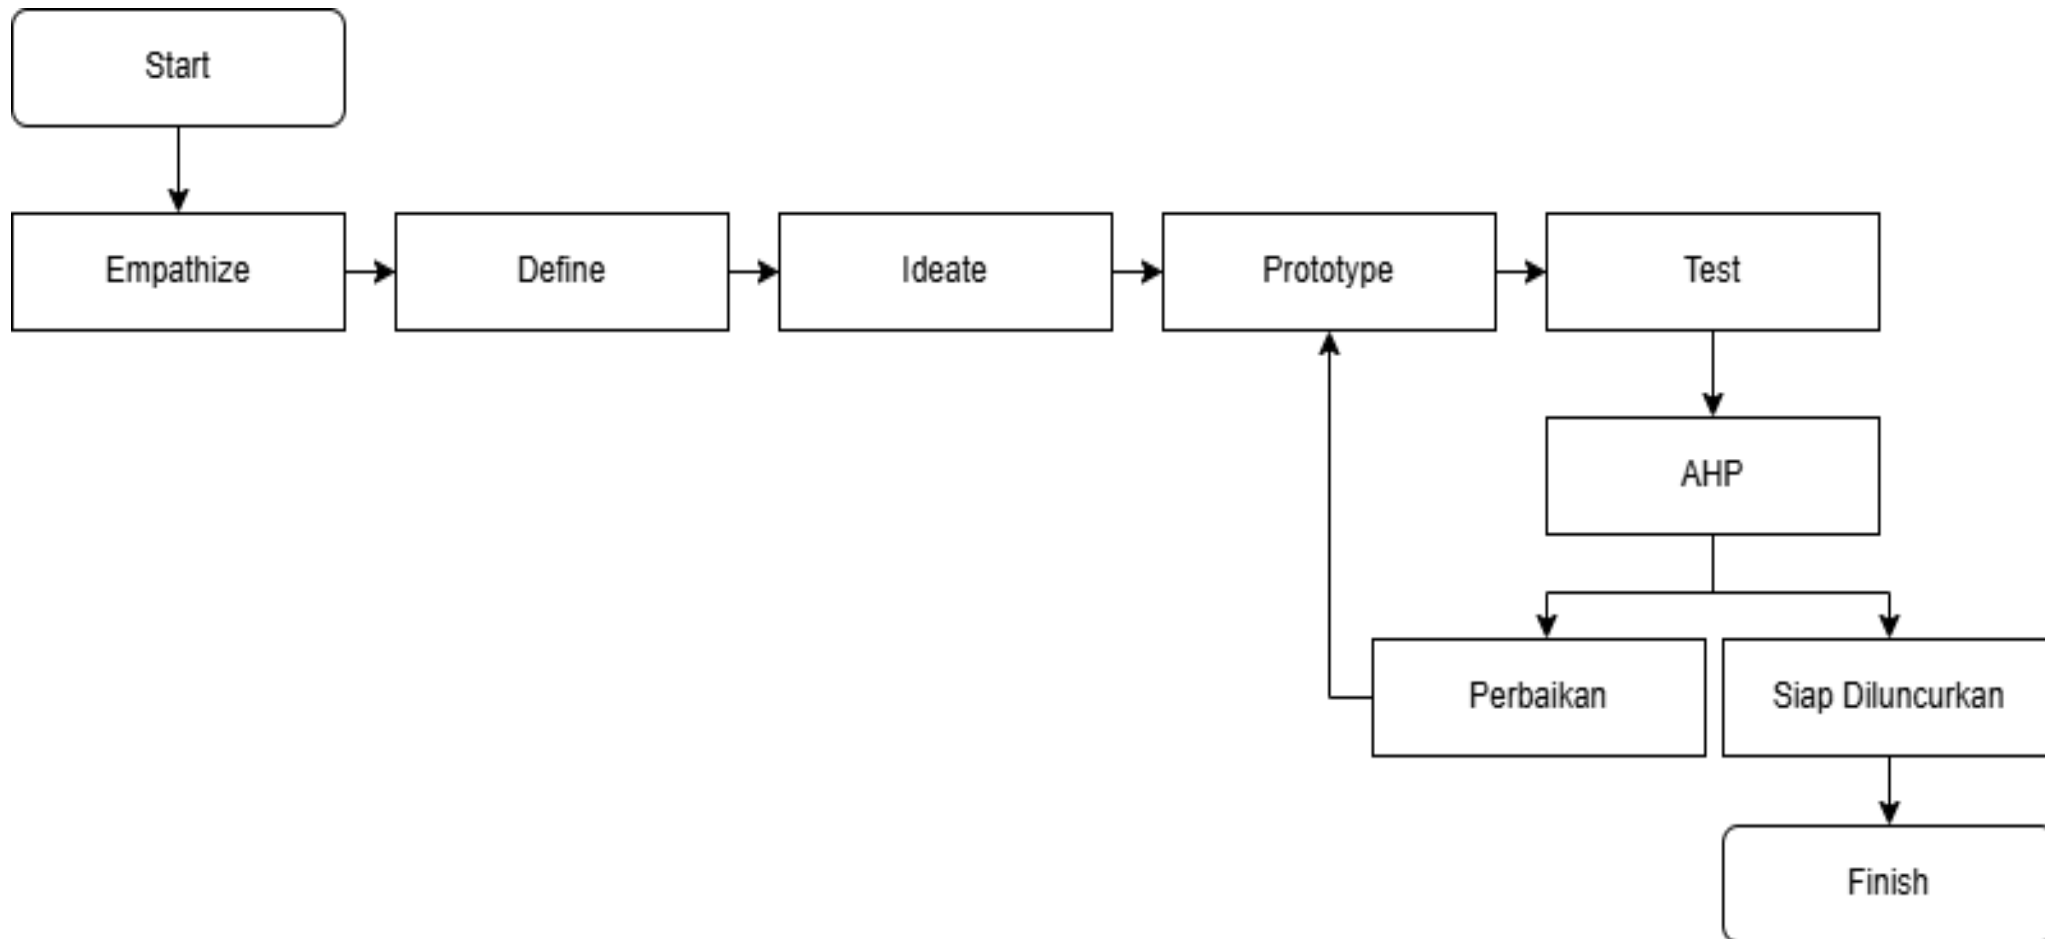 Start
Empathize
Define
Ideate
Prototype
Test
AHP
Perbaikan
Siap Diluncurkan
Finish